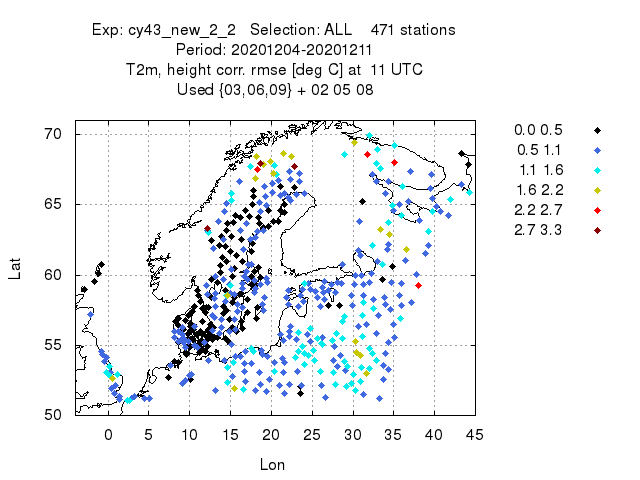 Exp: cy43_new_2_2 Selection: ALL 471 stations
Period: 20201204-20201211
T2m, height corr. rmse [deg C] at 11 UTC
Used {03,06,09} + 02 05 08
70
65
60
55
50
Lat
0 5 10 15 20 25 30 35 40 45
Lon
0.0 0.5
0.5 1.1
1.1 1.6
1.6 2.2
2.2 2.7
2.7 3.3